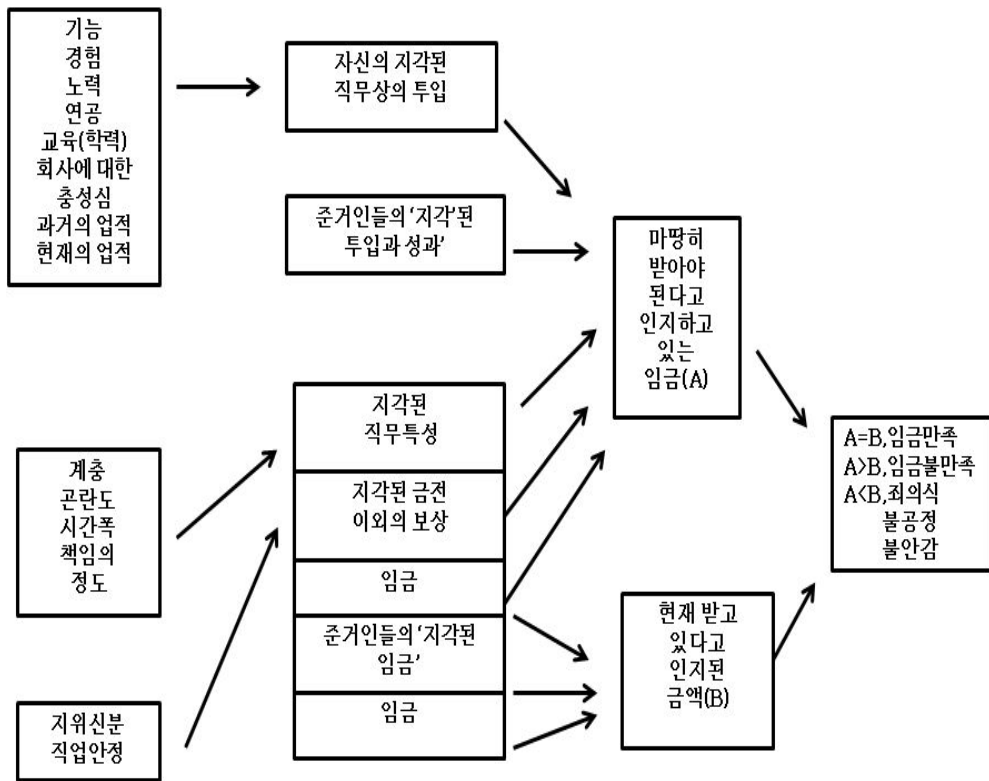 기능
경험
노력
연공
교육(학력)
회사에 대한
충성심
과거의 업적
현재의 업적
자신의 지각된
직무상의 투입
준거인들의 ‘지각’된
투입과 성과’
마땅히
받아야
된다고
인지하고
있는
임금(A)
계층
곤란도
시간폭
책임의
정도
지각된
직무특성
지각된 금전
이외의 보상
임금
준거인들의 ‘지각된
임금’
임금
지위신분
직업안정
현재 받고
있다고
인지된
금액(B)
A=B,임금만족
A>B,임금불만족
A<B,죄의식
불공정
불안감